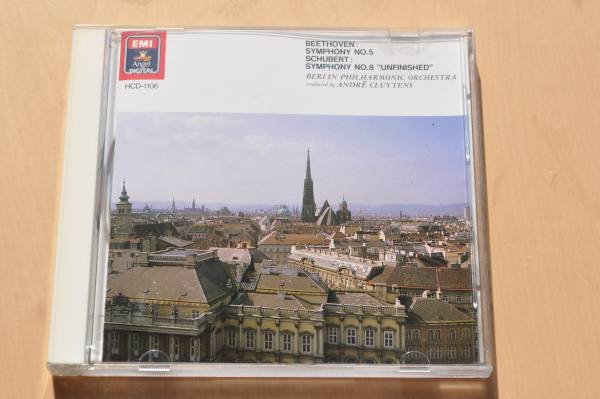 EMI
Angel
DIGITAL
HCD-1106
BEETHOVEN:
SYMPHONY NO.5
SCHUBERT:
SYMPHONY NO.8 "UNFINISHED"
BERLIN PHILHARMONIC ORCHESTRA
conducted by ANDRÉ CLUYTENS